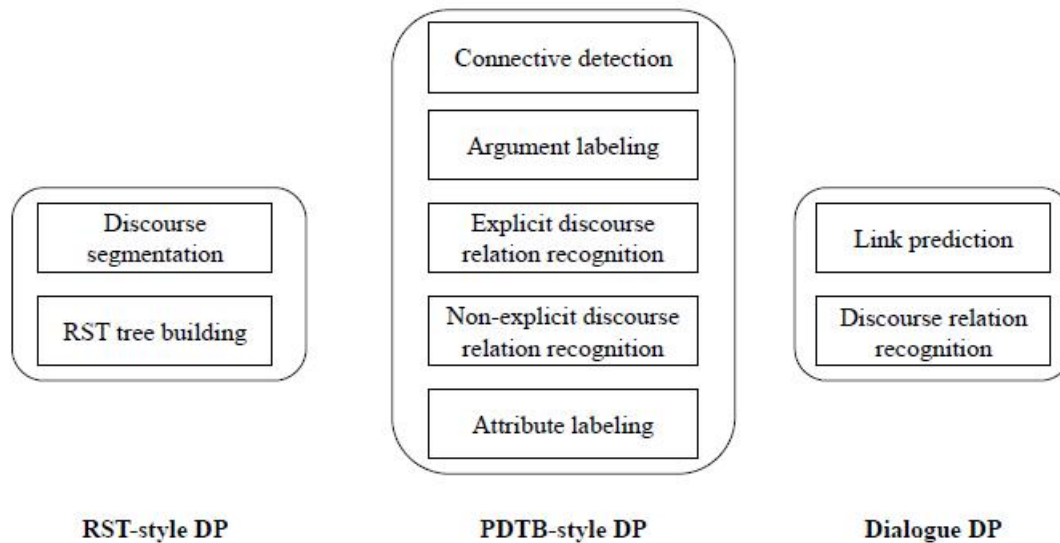 Discourse
segmentation
RST tree building
RST-style DP
Connective detection
Argument labeling
Explicit discourse
relation recognition
Non-explicit discourse
relation recognition
Attribute labeling
PDTB-style DP
Link prediction
Discourse relation
recognition
Dialogue DP